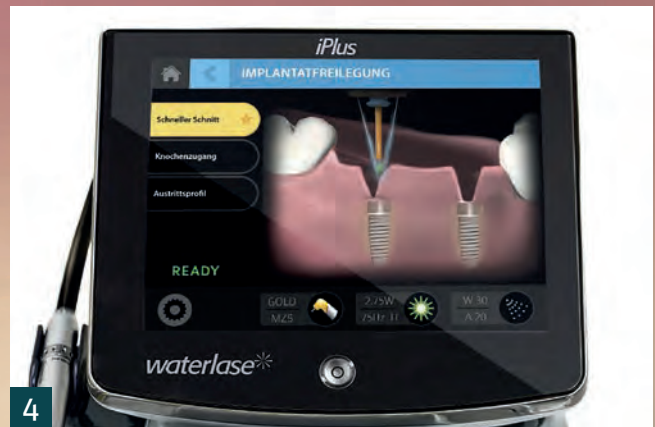 iPlus
iMPLANTATFREILEGUNG
Schneller Schnitt
Knochenzugang
Austrittsprofil
READY
GOLD
MZ5
2.75W
75Hz H
W 30
A 20
waterlase
4